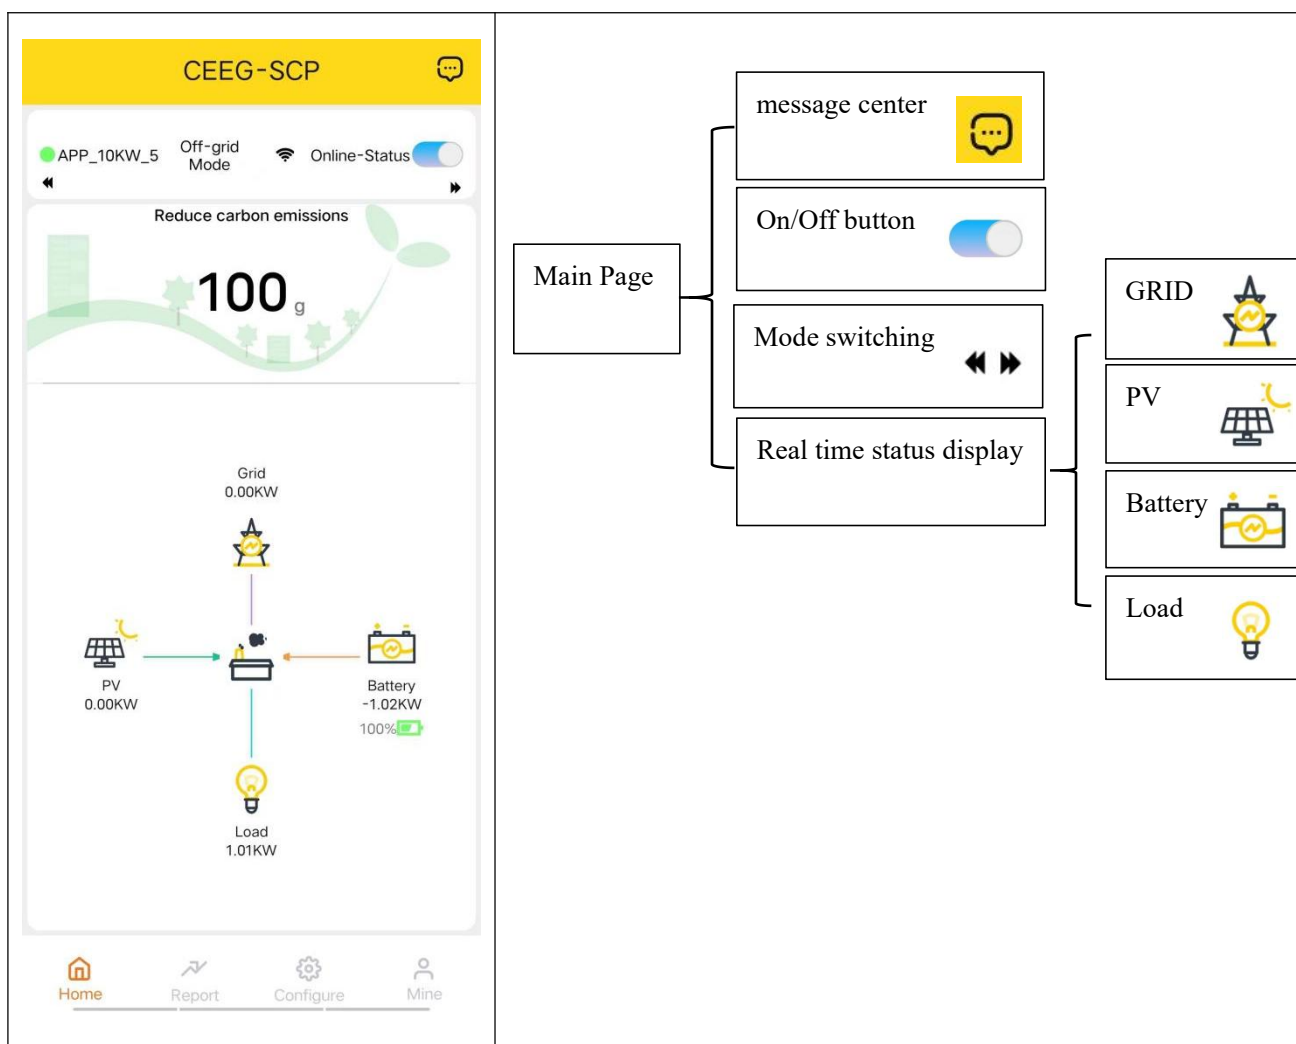 CEEG-SCP
APP_10KW_5
Off-grid
Mode
Online-Status
Reduce carbon emissions
100 g
Grid
0.00KW
PV
0.00KW
Battery
-1.02KW
100%
Load
1.01KW
Home
Report
Configure
Mine
Main Page
message center
On/Off button
Mode switching
Real time status display
GRID
PV
Battery
Load